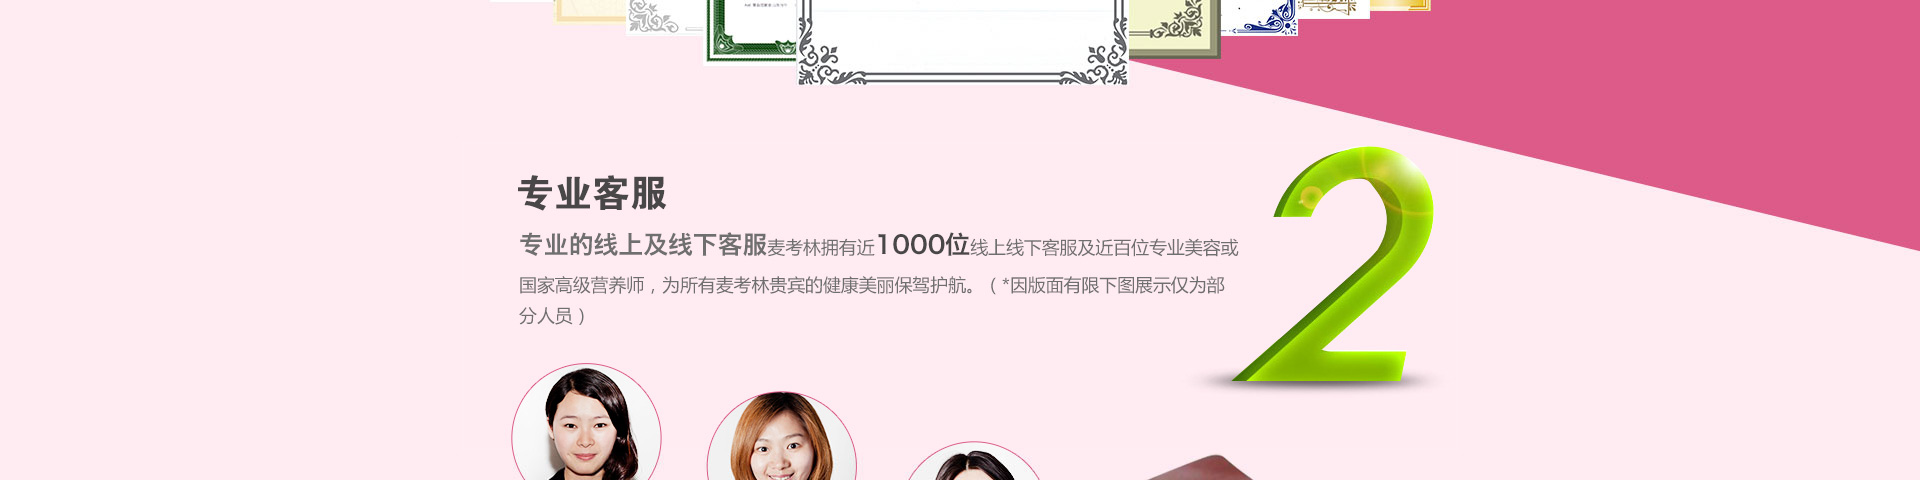 专业客服
专业的线上及线下客服麦考林拥有近1000位线上线下客服及近百位专业美容或
国家高级营养师，为所有麦考林贵宾的健康美丽保驾护航。（*因版面有限下图展示仅为部
分人员）
2